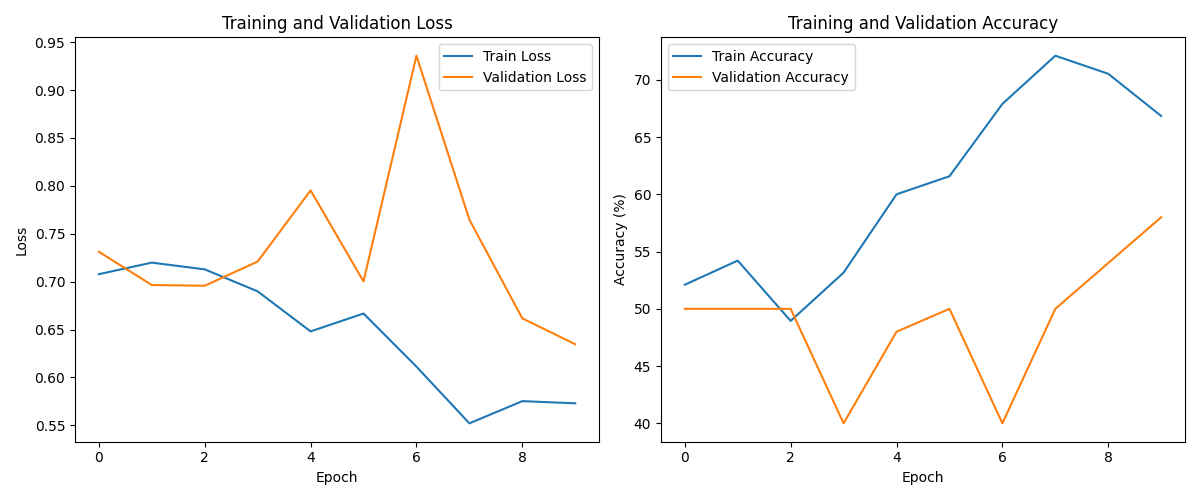 Training and Validation Loss
0.95
0.90
0.85
0.80
0.75
0.70
0.65
0.60
0.55
Loss
0 2 4 6 8
Epoch
Train Loss
Validation Loss
Training and Validation Accuracy
70
65
60
55
50
45
40
Accuracy (%)
0 2 4 6 8
Epoch
Train Accuracy
Validation Accuracy